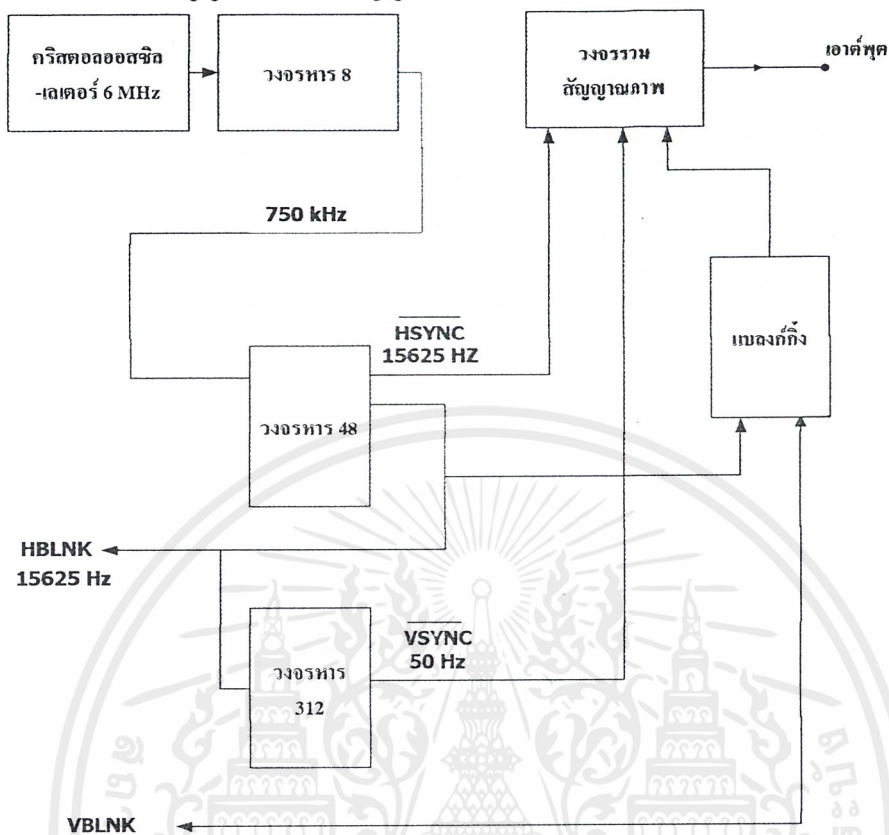 คริสตอลออสซิล
-เลเตอร์ 6 MHz
วงจรหาร 8
วงจรรวม
สัญญาณภาพ
เอาต์พุต
750 kHz
แบลงก์กิ้ง
HSYNC
15625 HZ
วงจรหาร 48
HBLNK
15625 Hz
VSYNC
50 Hz
วงจรหาร
312
VBLNK